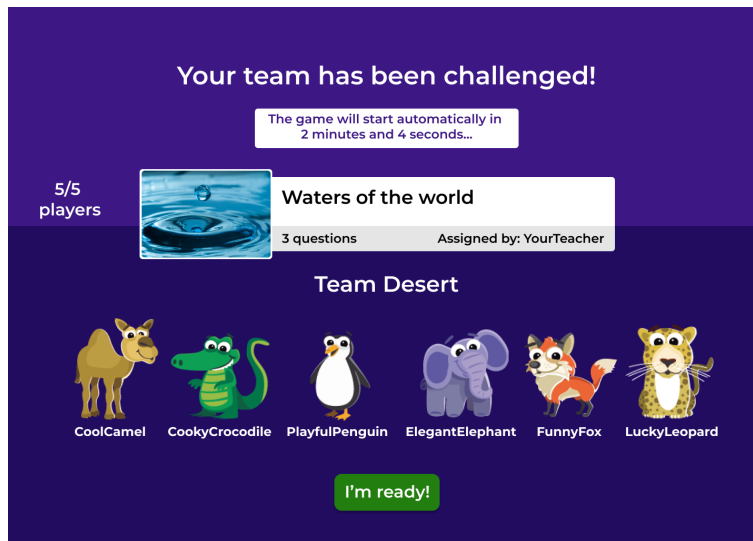 Your team has been challenged!
The game will start automatically in
2 minutes and 4 seconds...
5/5
players
Waters of the world
3 questions
Assigned by: YourTeacher
Team Desert
CoolCamel
CookyCrocodile
PlayfulPenguin
ElegantElephant
FunnyFox
LuckyLeopard
I'm ready!